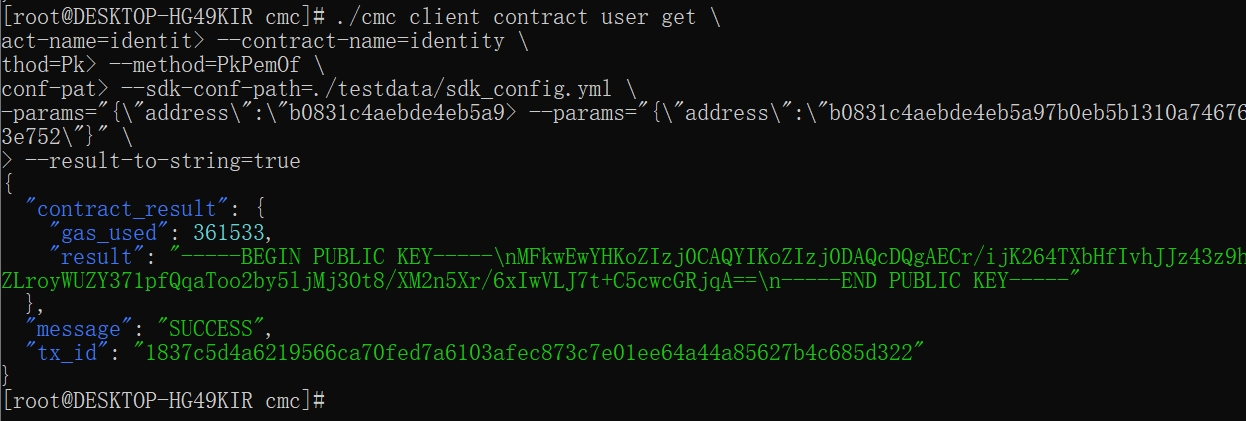 [root@DESKTOP-HG49KIR cmc]# ./cmc client contract user get \
act-name=identit> --contract-name=identity \
thod=Pk> --method=PkPemOf \
conf-pat> --sdk-conf-path=./testdata/sdk_config.yml \
-params="{\"address\":\"b0831c4aebde4eb5a9> --params="{\"address\":\"b0831c4aebde4eb5a97b0eb5b1310a74676
3e752\"}" \
> --result-to-string=true
{
"contract_result": {
"gas_used": 361533,
"result": "-----BEGIN PUBLIC KEY-----\nMFkwEwYHKoZIzj0CAQYIKoZIzj0DAQcDQgAECr/ijK264TXbHfIvhJJz43z9h
ZLroyWUZY371pfQqaToo2by5ljMj3Ot8/XM2n5Xr/6xIwVLJ7t+C5cwcGRjqA==\n-----END PUBLIC KEY-----"
},
"message": "SUCCESS",
"tx_id": "1837c5d4a6219566ca70fed7a6103afec873c7e01ee64a44a85627b4c685d322"
}
[root@DESKTOP-HG49KIR cmc]#